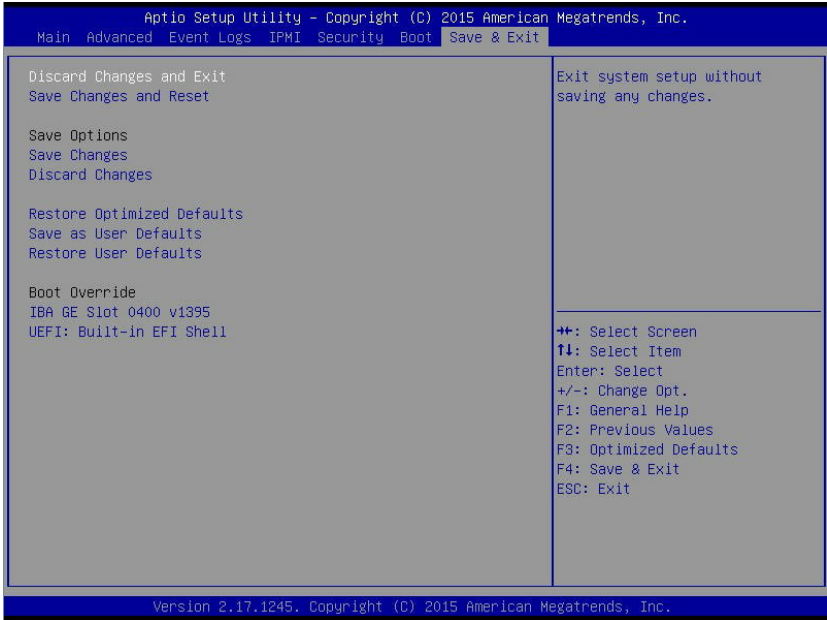 Aptio Setup Utility – Copyright (C) 2015 American Megatrends, Inc.
Main Advanced Event Logs IPMI Security Boot Save & Exit
Discard Changes and Exit
Save Changes and Reset
Save Options
Save Changes
Discard Changes
Restore Optimized Defaults
Save as User Defaults
Restore User Defaults
Boot Override
IBA GE Slot 0400 v1395
UEFI: Built-in EFI Shell
Exit system setup without
saving any changes.
→←: Select Screen
↑↓: Select Item
Enter: Select
+/-: Change Opt.
F1: General Help
F2: Previous Values
F3: Optimized Defaults
F4: Save & Exit
ESC: Exit
Version 2.17.1245. Copyright (C) 2015 American Megatrends, Inc.